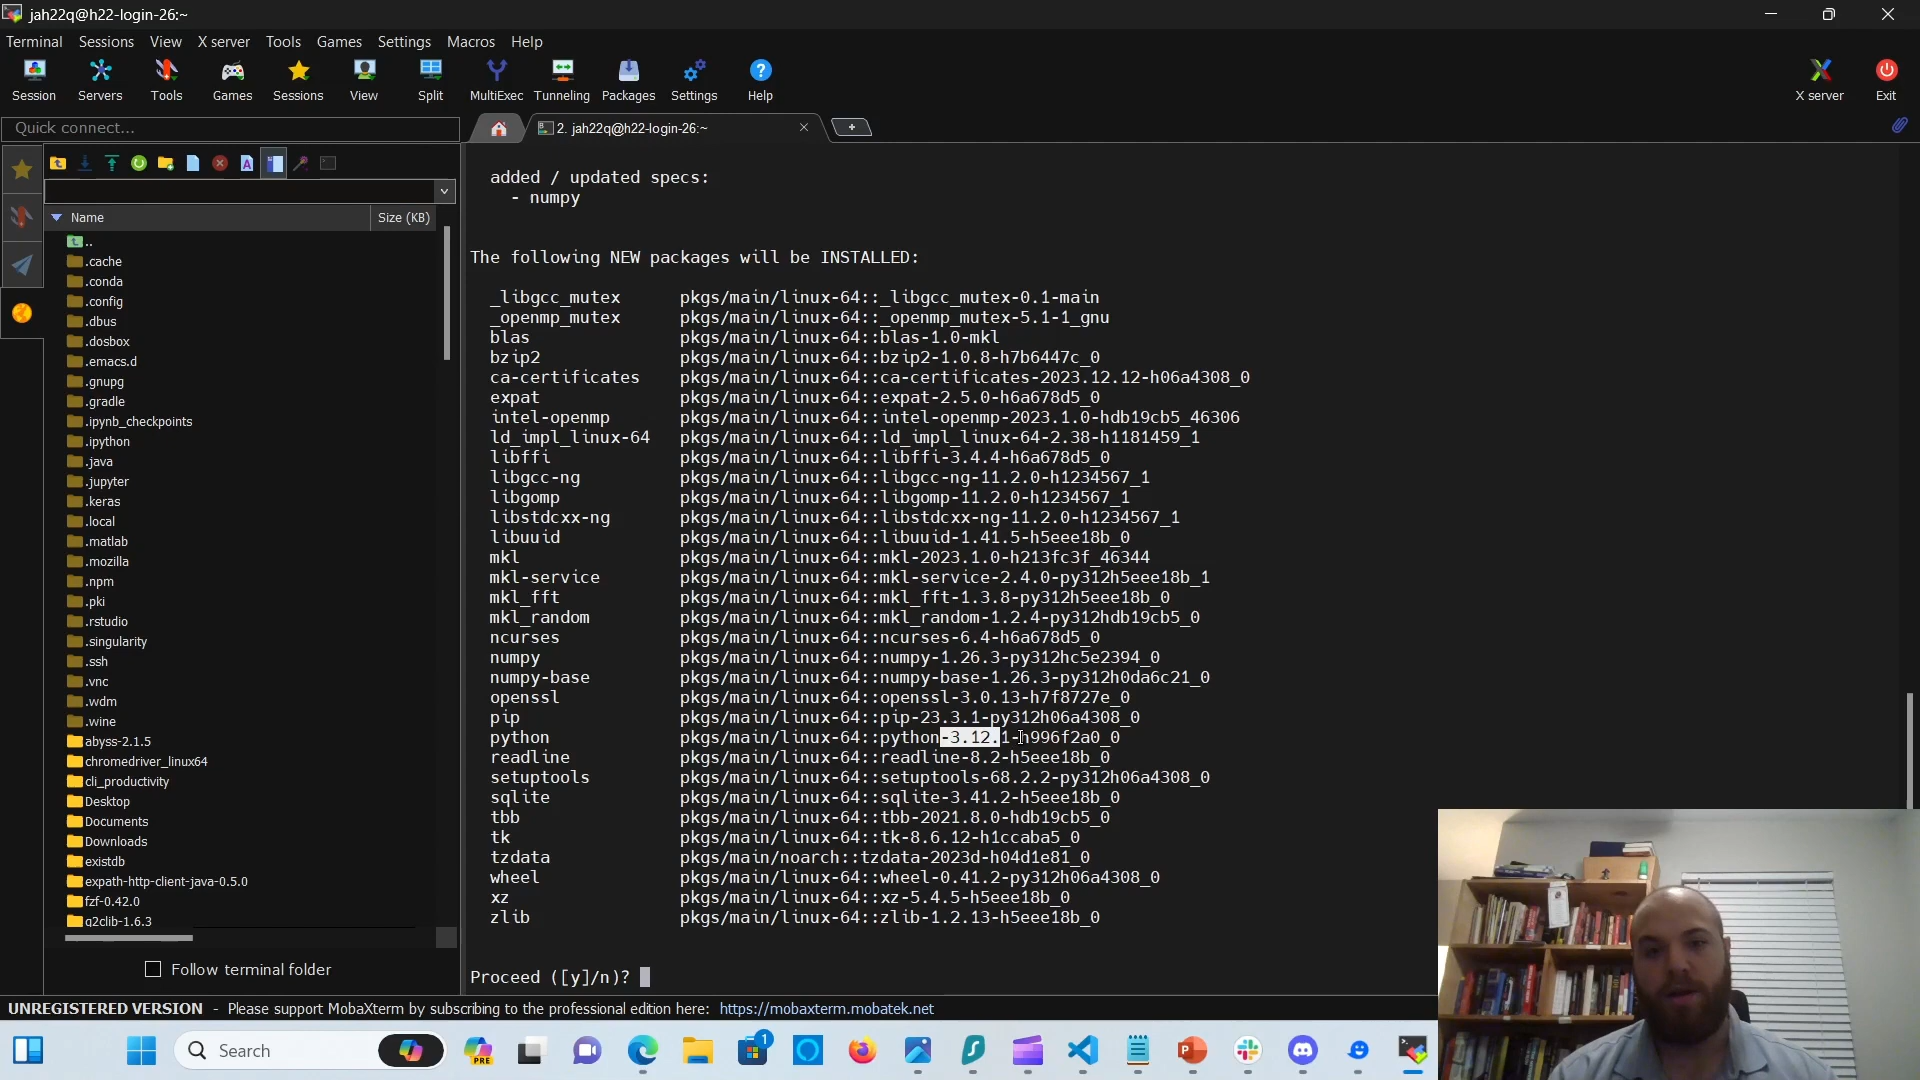 jah22q@h22-login-26:~
Terminal Sessions View X server Tools Games Settings Macros Help
Session Servers Tools Games Sessions View Split MultiExec Tunneling Packages Settings Help X server Exit
Quick connect...
2. jah22q@h22-login-26:~
Name Size (KB)
..
.cache
.conda
.config
.dbus
.dosbox
.emacs.d
.gnupg
.gradle
.ipynb_checkpoints
.ipython
.java
.jupyter
.keras
.local
.matlab
.mozilla
.npm
.pki
.rstudio
.singularity
.ssh
.vnc
.wdm
.wine
abyss-2.1.5
chromedriver_linux64
cli_productivity
Desktop
Documents
Downloads
existdb
expath-http-client-java-0.5.0
fzf-0.42.0
g2clib-1.6.3
Follow terminal folder
added / updated specs:
- numpy
The following NEW packages will be INSTALLED:
_libgcc_mutex pkgs/main/linux-64::_libgcc_mutex-0.1-main
_openmp_mutex pkgs/main/linux-64::_openmp_mutex-5.1-1_gnu
blas pkgs/main/linux-64::blas-1.0-mkl
bzip2 pkgs/main/linux-64::bzip2-1.0.8-h7b6447c_0
ca-certificates pkgs/main/linux-64::ca-certificates-2023.12.12-h06a4308_0
expat pkgs/main/linux-64::expat-2.5.0-h6a678d5_0
intel-openmp pkgs/main/linux-64::intel-openmp-2023.1.0-hdb19cb5_46306
ld_impl_linux-64 pkgs/main/linux-64::ld_impl_linux-64-2.38-h1181459_1
libffi pkgs/main/linux-64::libffi-3.4.4-h6a678d5_0
libgcc-ng pkgs/main/linux-64::libgcc-ng-11.2.0-h1234567_1
libgomp pkgs/main/linux-64::libgomp-11.2.0-h1234567_1
libstdcxx-ng pkgs/main/linux-64::libstdcxx-ng-11.2.0-h1234567_1
libuuid pkgs/main/linux-64::libuuid-1.41.5-h5eee18b_0
mkl pkgs/main/linux-64::mkl-2023.1.0-h213fc3f_46344
mkl-service pkgs/main/linux-64::mkl-service-2.4.0-py312h5eee18b_1
mkl_fft pkgs/main/linux-64::mkl_fft-1.3.8-py312h5eee18b_0
mkl_random pkgs/main/linux-64::mkl_random-1.2.4-py312hdb19cb5_0
ncurses pkgs/main/linux-64::ncurses-6.4-h6a678d5_0
numpy pkgs/main/linux-64::numpy-1.26.3-py312hc5e2394_0
numpy-base pkgs/main/linux-64::numpy-base-1.26.3-py312h0da6c21_0
openssl pkgs/main/linux-64::openssl-3.0.13-h7f8727e_0
pip pkgs/main/linux-64::pip-23.3.1-py312h06a4308_0
python pkgs/main/linux-64::python-3.12.1-h996f2a0_0
readline pkgs/main/linux-64::readline-8.2-h5eee18b_0
setuptools pkgs/main/linux-64::setuptools-68.2.2-py312h06a4308_0
sqlite pkgs/main/linux-64::sqlite-3.41.2-h5eee18b_0
tbb pkgs/main/linux-64::tbb-2021.8.0-hdb19cb5_0
tk pkgs/main/linux-64::tk-8.6.12-h1ccaba5_0
tzdata pkgs/main/noarch::tzdata-2023d-h04d1e81_0
wheel pkgs/main/linux-64::wheel-0.41.2-py312h06a4308_0
xz pkgs/main/linux-64::xz-5.4.5-h5eee18b_0
zlib pkgs/main/linux-64::zlib-1.2.13-h5eee18b_0
Proceed ([y]/n)?
UNREGISTERED VERSION - Please support MobaXterm by subscribing to the professional edition here: https://mobaxterm.mobatek.net
Search
PRE
1